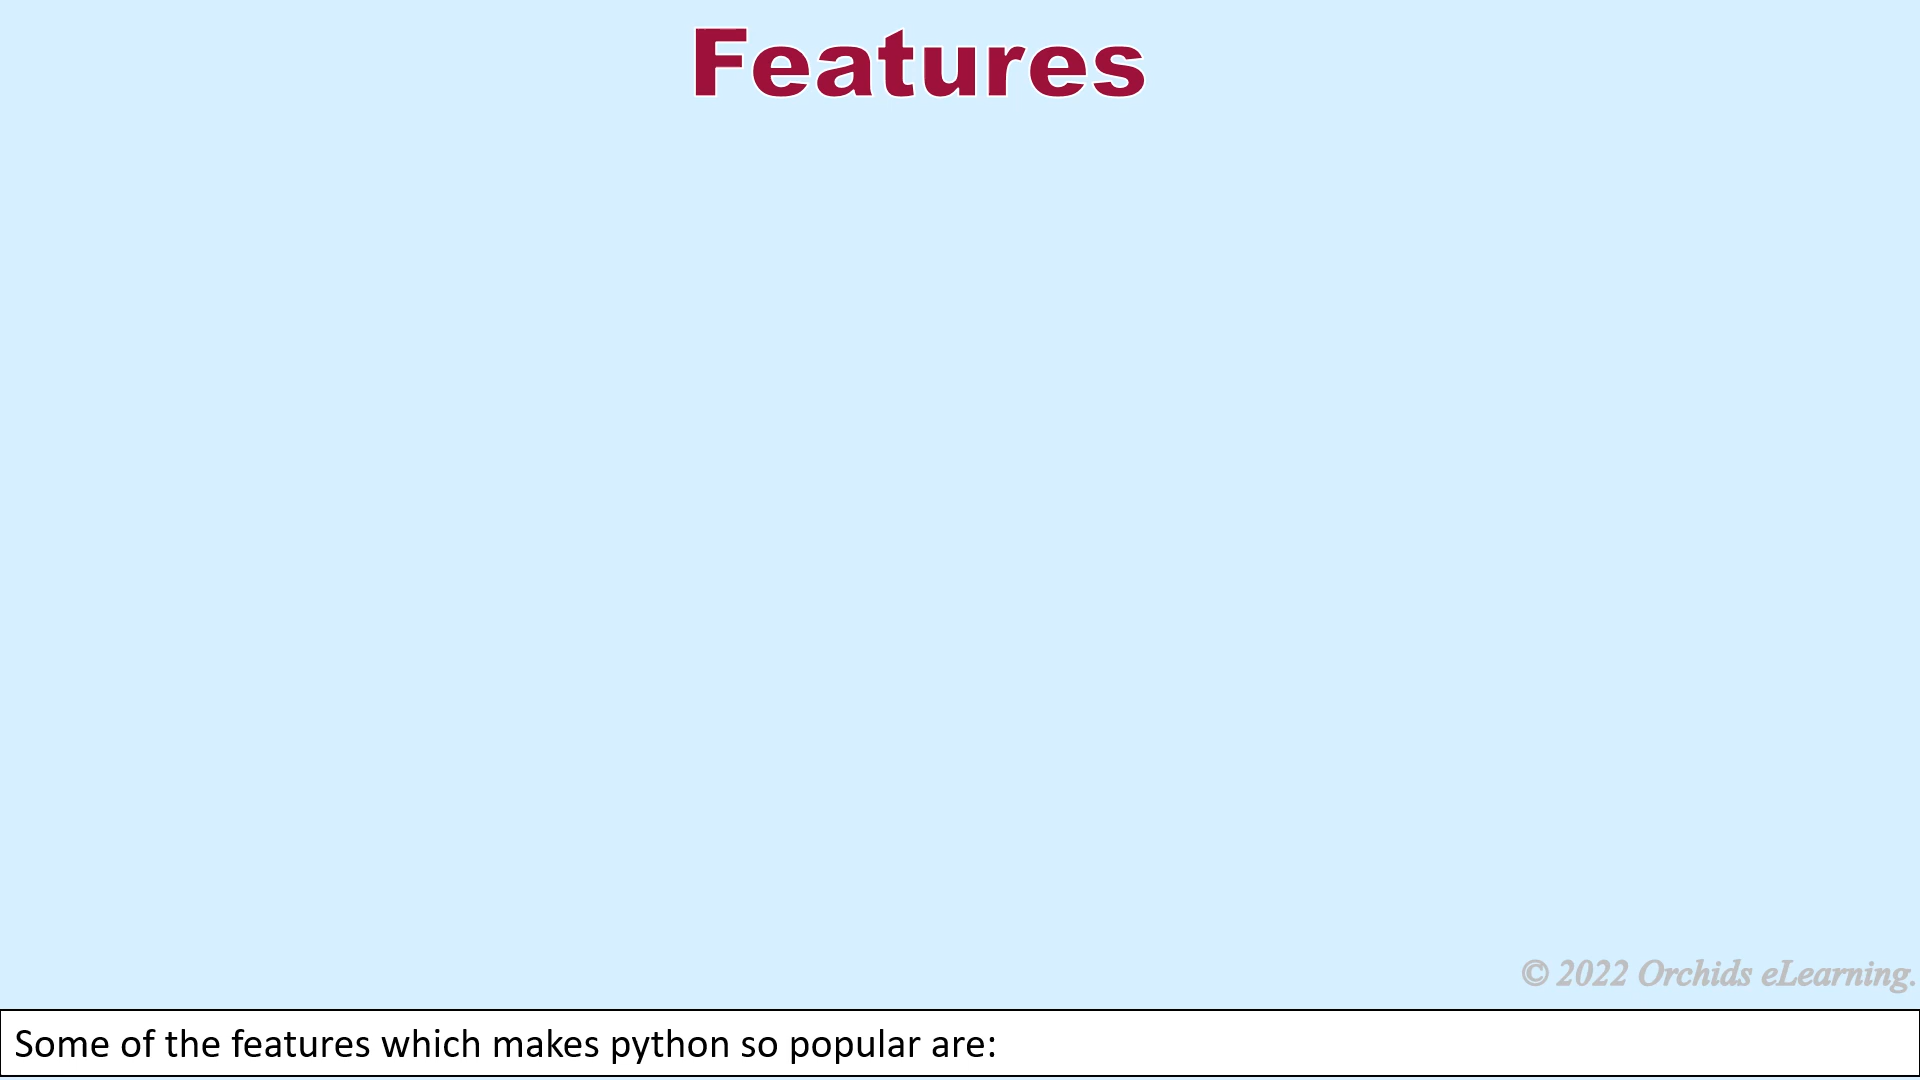 Features
© 2022 Orchids eLearning.
Some of the features which makes python so popular are: